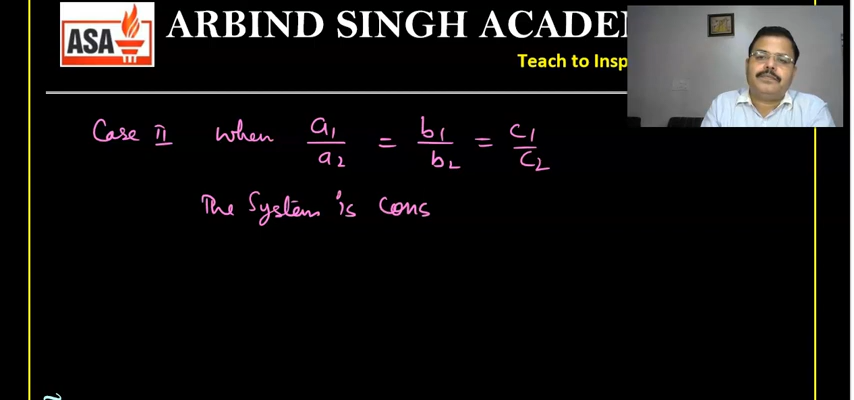 ARBIND SINGH ACADEM
ASA
Teach to Insp
Case II when a₁/a₂ = b₁/b₂ = c₁/c₂
The System is cons